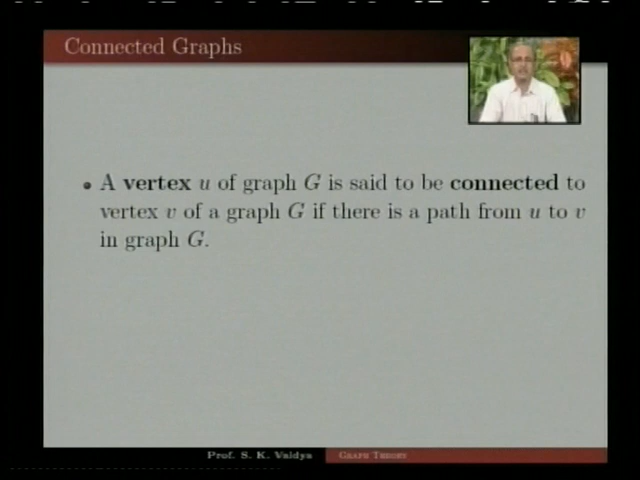 Connected Graphs
A vertex u of graph G is said to be connected to
vertex v of a graph G if there is a path from u to v
in graph G.
Prof. S. K. Vaidya
Graph Theory